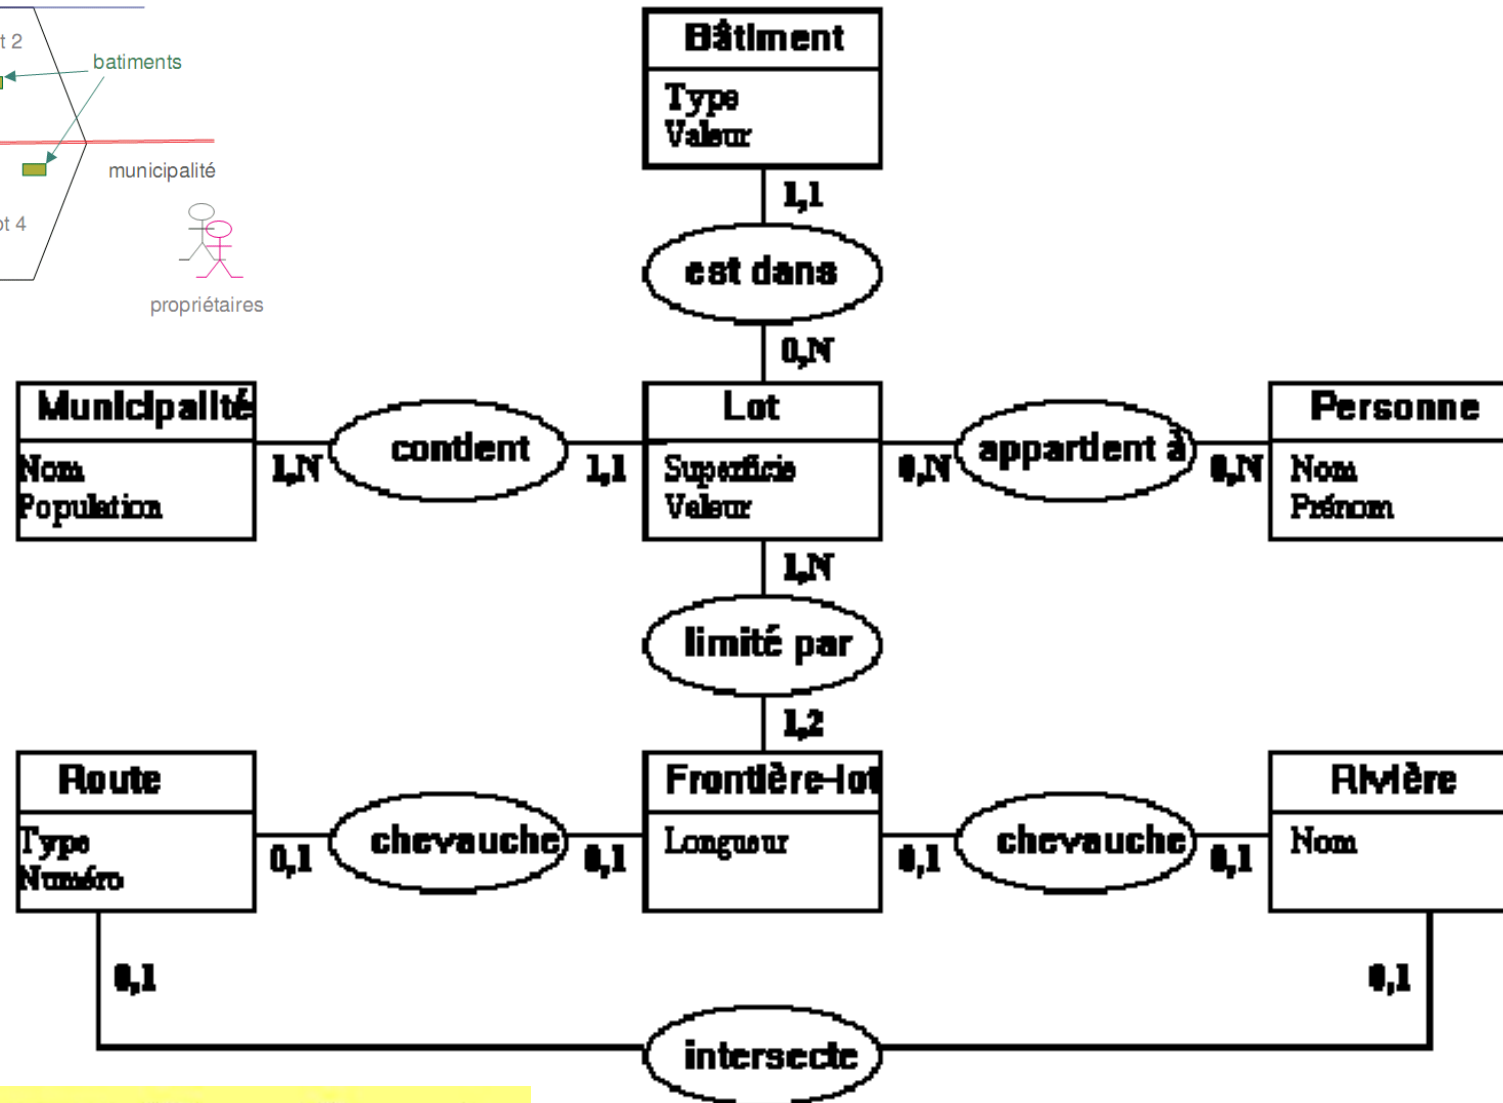 t 2
batiments
municipalité
ot 4
propriétaires
Bâtiment
Type
Valeur
1,1
est dans
0,N
Municipalité
Nom
Population
1,N
contient
1,1
Lot
Superficie
Valeur
0,N
appartient à
0,N
Personne
Nom
Prénom
1,N
limité par
1,2
Route
Type
Numéro
0,1
chevauche
0,1
Frontière-lot
Longueur
0,1
chevauche
0,1
Rivière
Nom
0,1
0,1
intersecte